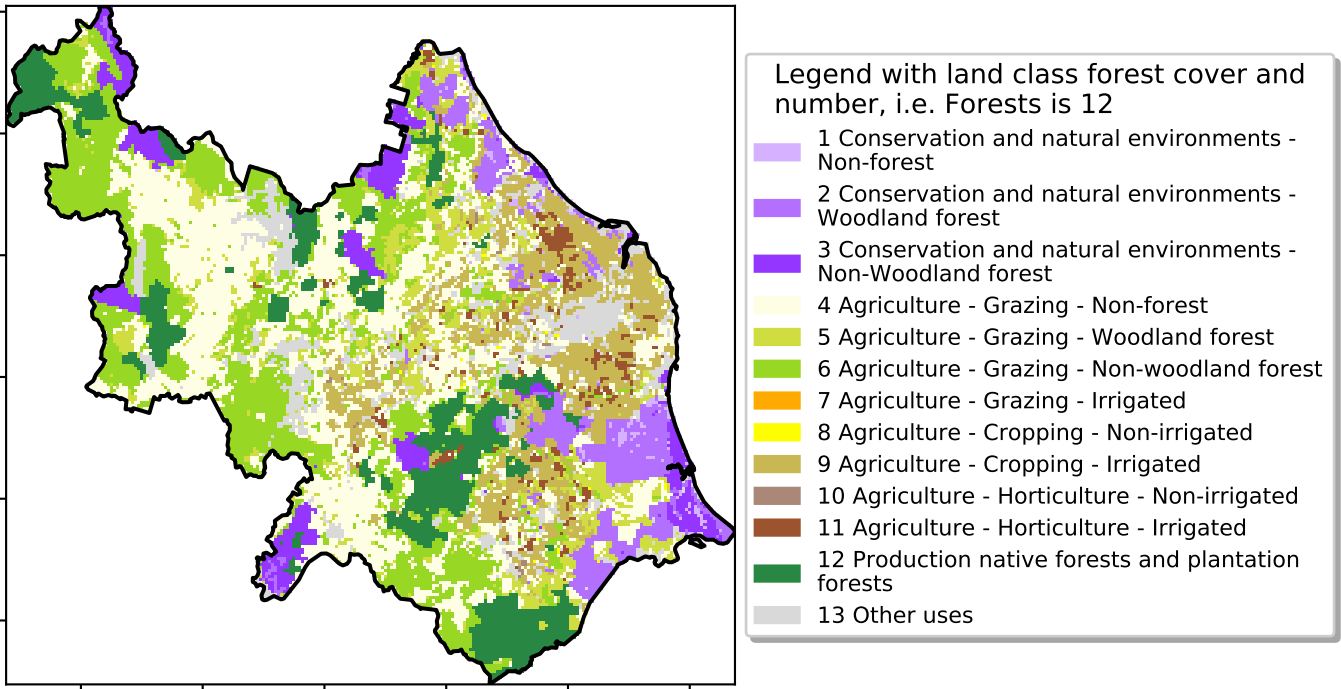 Legend with land class forest cover and
number, i.e. Forests is 12
1 Conservation and natural environments -
Non-forest
2 Conservation and natural environments -
Woodland forest
3 Conservation and natural environments -
Non-Woodland forest
4 Agriculture - Grazing - Non-forest
5 Agriculture - Grazing - Woodland forest
6 Agriculture - Grazing - Non-woodland forest
7 Agriculture - Grazing - Irrigated
8 Agriculture - Cropping - Non-irrigated
9 Agriculture - Cropping - Irrigated
10 Agriculture - Horticulture - Non-irrigated
11 Agriculture - Horticulture - Irrigated
12 Production native forests and plantation
forests
13 Other uses